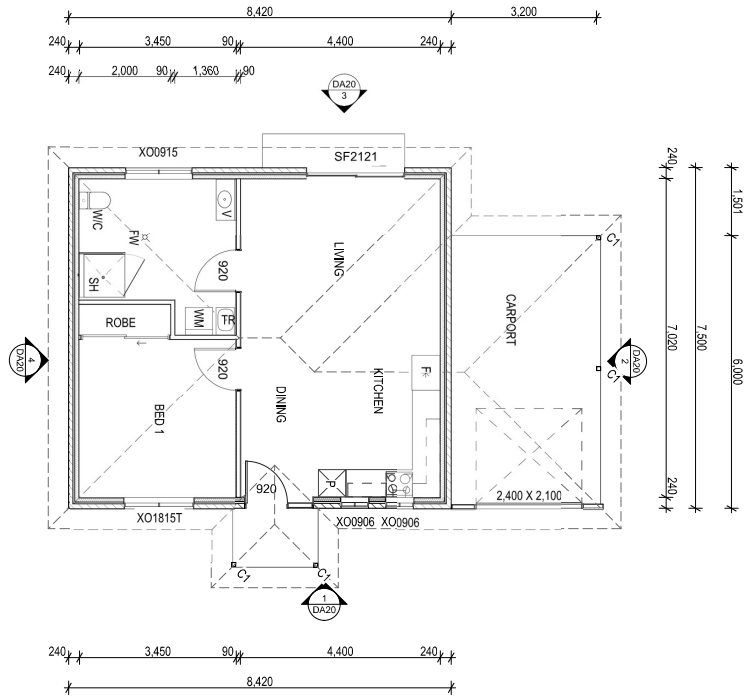 8,420
3,200
240
3,450
90
4,400
240
240
2,000
90
1,360
90
DA20
3
XO0915
SF2121
240
1,501
W/C
V
FW
C1
LIVING
920
SH
CARPORT
WM
TR
ROBE
4
DA20
7,020
7,500
6,000
2
DA20
920
F
C1
KITCHEN
DINING
BED 1
920
P
240
2,400 X 2,100
XO1815T
XO0906
XO0906
C1
C1
1
DA20
240
3,450
90
4,400
240
8,420